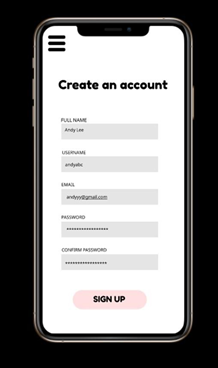 Create an account
FULL NAME
Andy Lee
USERNAME
andyabc
EMAIL
andyyy@gmail.com
PASSWORD
*****************
CONFIRM PASSWORD
*****************
SIGN UP